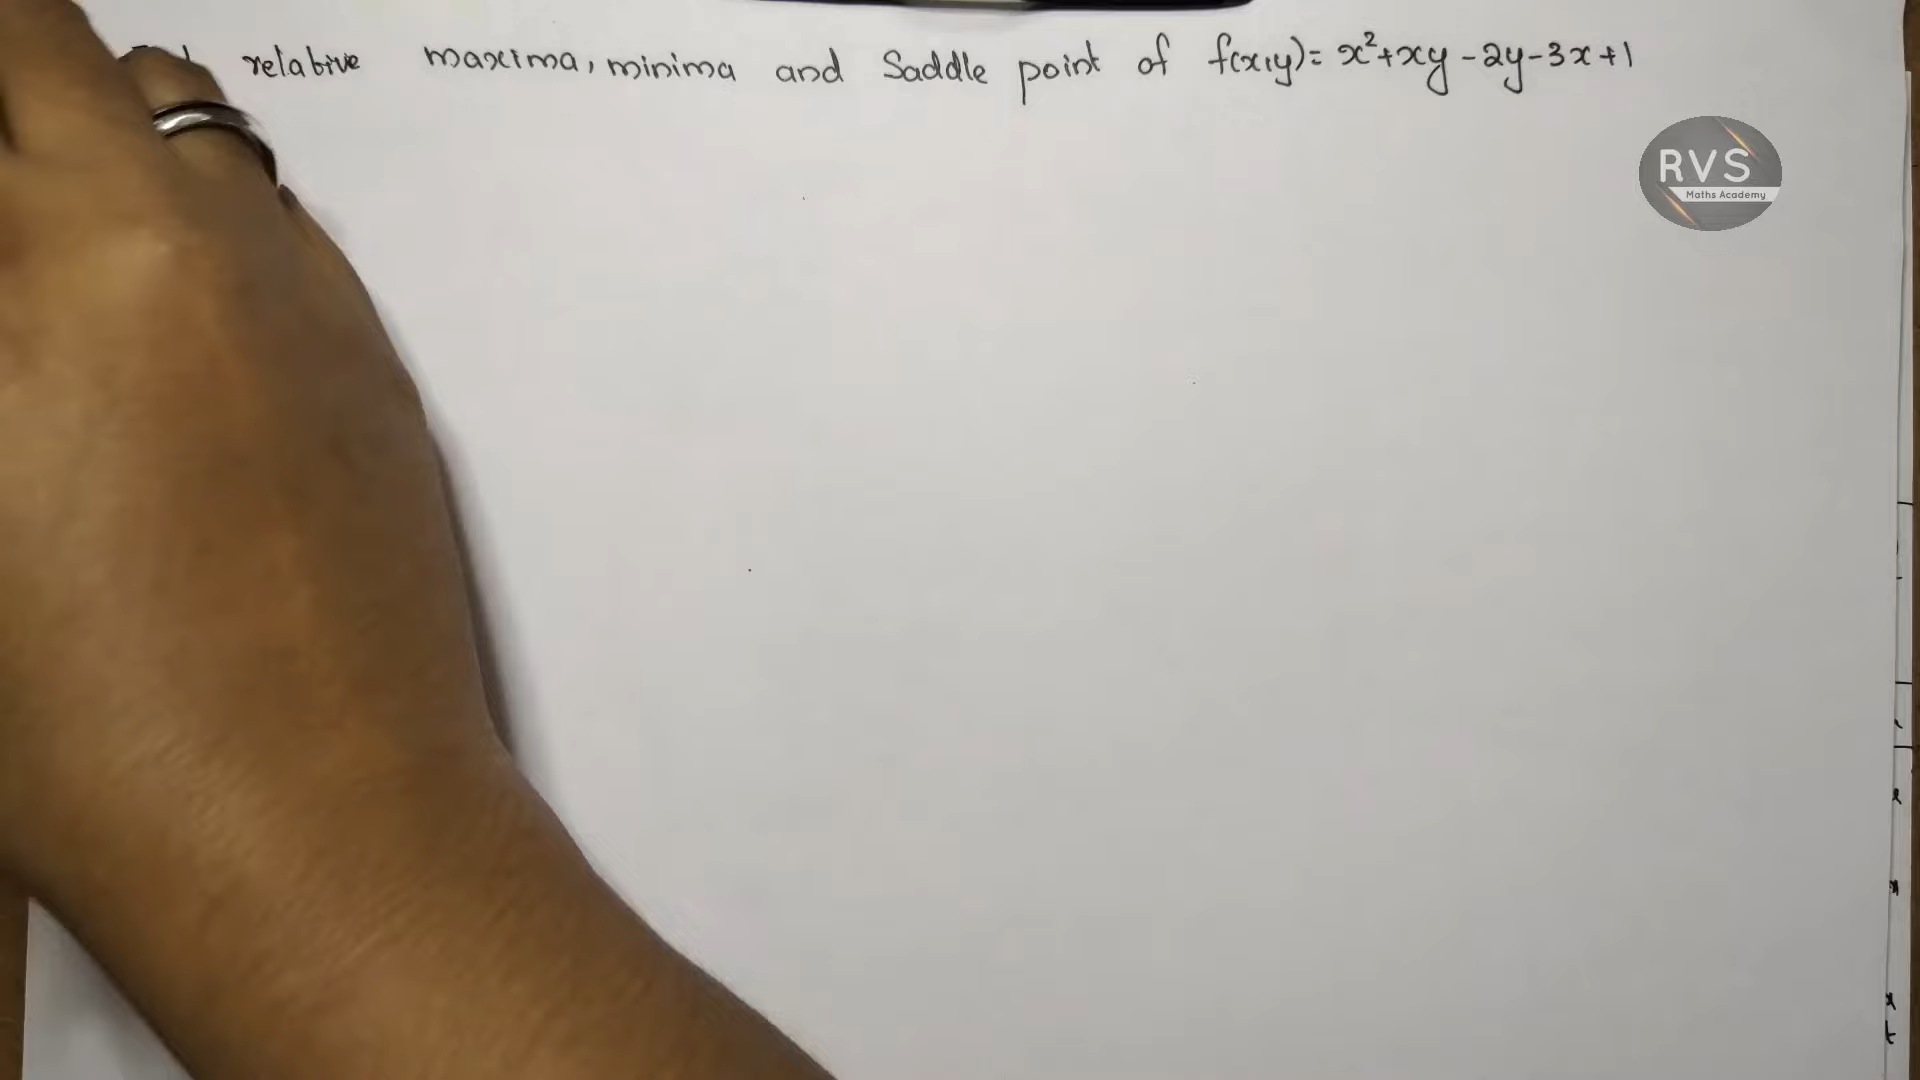 relative maxima, minima and Saddle point of f(x,y)= x²+xy-2y-3x+1
RVS
Maths Academy